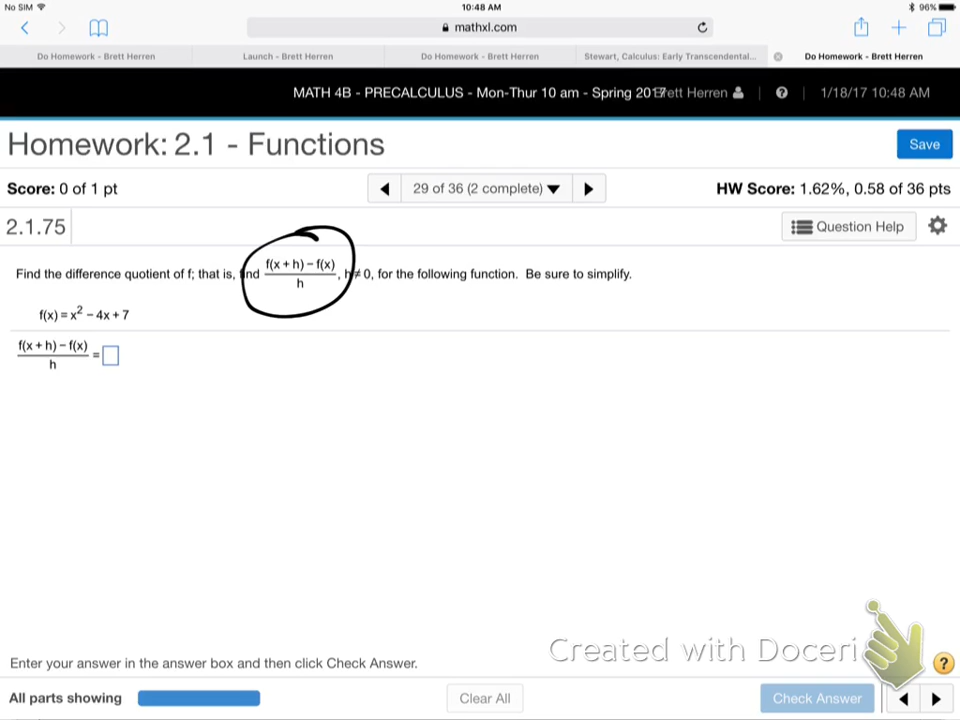 No SIM 10:48 AM 96%
mathxl.com
Do Homework - Brett Herren Launch - Brett Herren Do Homework - Brett Herren Stewart, Calculus: Early Transcendental... Do Homework - Brett Herren
MATH 4B - PRECALCULUS - Mon-Thur 10 am - Spring 2017 Brett Herren ? 1/18/17 10:48 AM
Homework: 2.1 - Functions Save
Score: 0 of 1 pt ◀ 29 of 36 (2 complete) ▼ ▶ HW Score: 1.62%, 0.58 of 36 pts
2.1.75 Question Help
Find the difference quotient of f; that is, find (f(x + h) − f(x))/h, h ≠ 0, for the following function. Be sure to simplify.
f(x) = x² − 4x + 7
(f(x + h) − f(x))/h =
Created with Doceri
Enter your answer in the answer box and then click Check Answer. ?
All parts showing Clear All Check Answer ◀ ▶